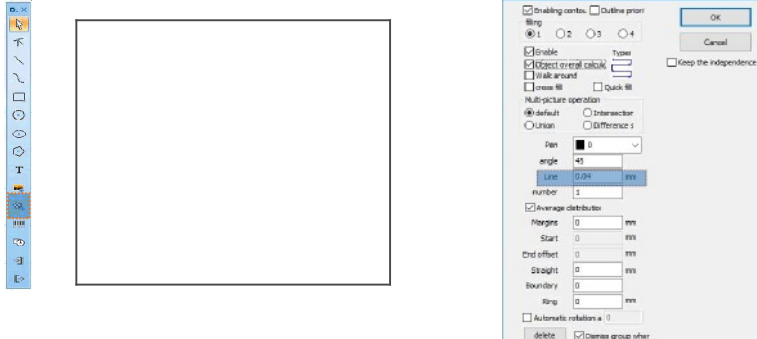 Enabling contou. Outline priori
filling
1 2 3 4
Enable Types
Object overall calculc
Walk around
cross fill Quick fill
Multi-picture operation
default Intersection
Union Difference s
Pen 0
angle 45
Line 0.04 mm
number 1
Average distribution
Margins 0 mm
Start 0 mm
End offset 0 mm
Straight 0 mm
Boundary 0
Ring 0 mm
Automatic rotation a 0
delete Dismiss group wher
OK
Cancel
Keep the independence
T